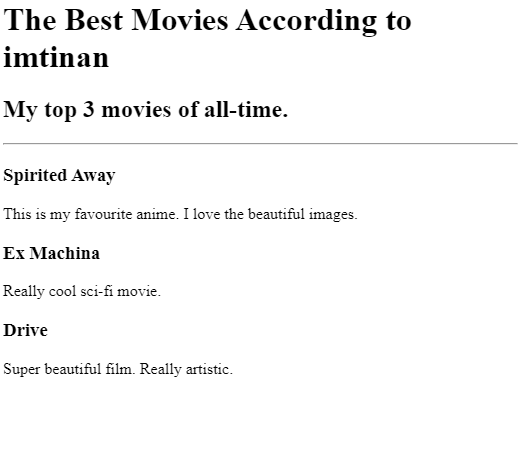 The Best Movies According to
imtinan
My top 3 movies of all-time.
Spirited Away
This is my favourite anime. I love the beautiful images.
Ex Machina
Really cool sci-fi movie.
Drive
Super beautiful film. Really artistic.